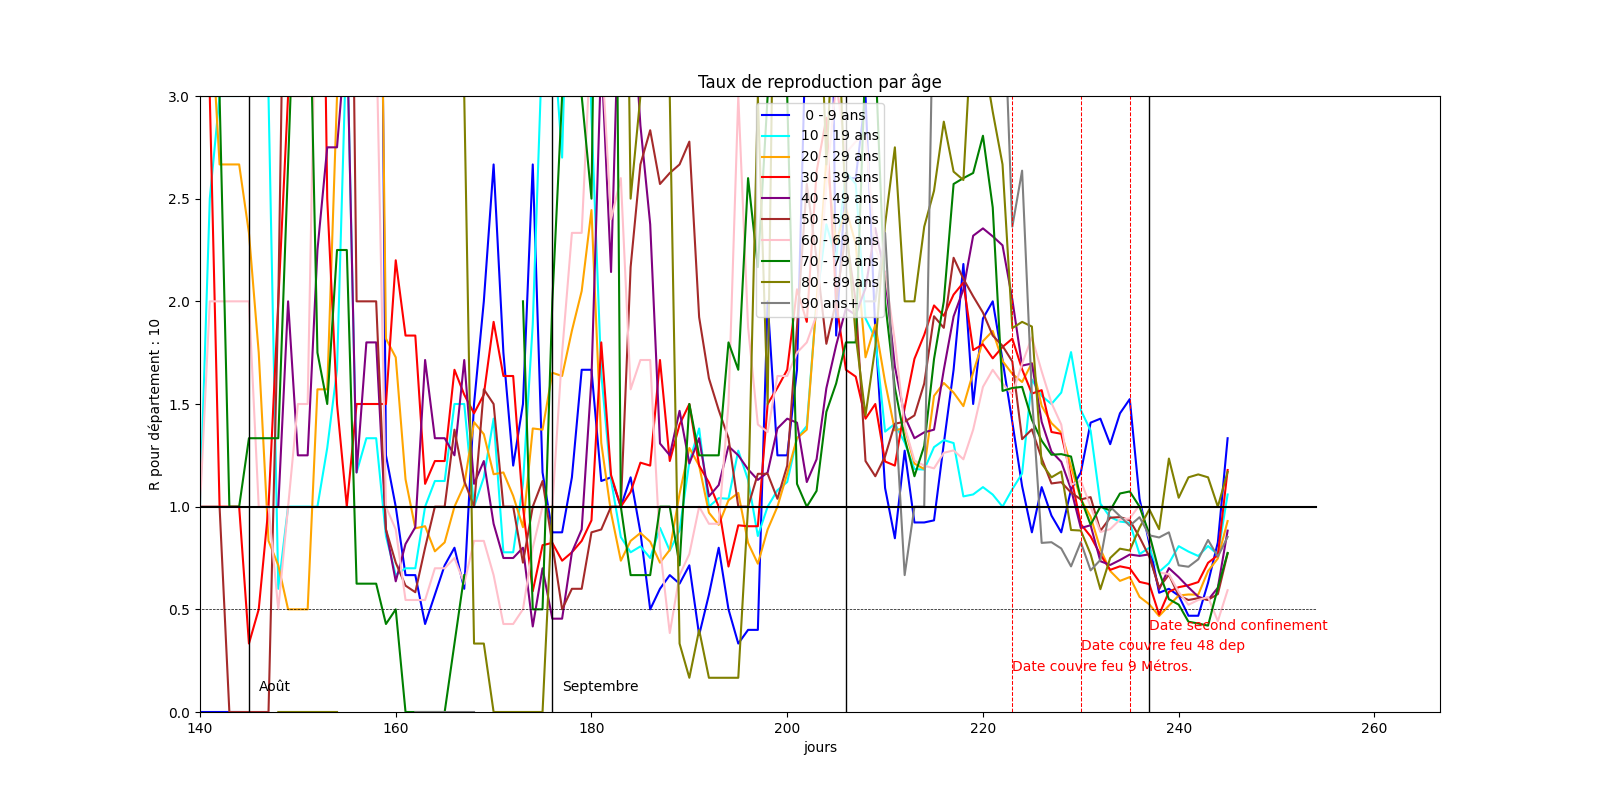 Taux de reproduction par âge
R pour département : 10
3.0
2.5
2.0
1.5
1.0
0.5
0.0
0 - 9 ans
10 - 19 ans
20 - 29 ans
30 - 39 ans
40 - 49 ans
50 - 59 ans
60 - 69 ans
70 - 79 ans
80 - 89 ans
90 ans+
Date second confinement
Date couvre feu 48 dep
Date couvre feu 9 Métros.
Août
Septembre
140 160 180 200 220 240 260
jours